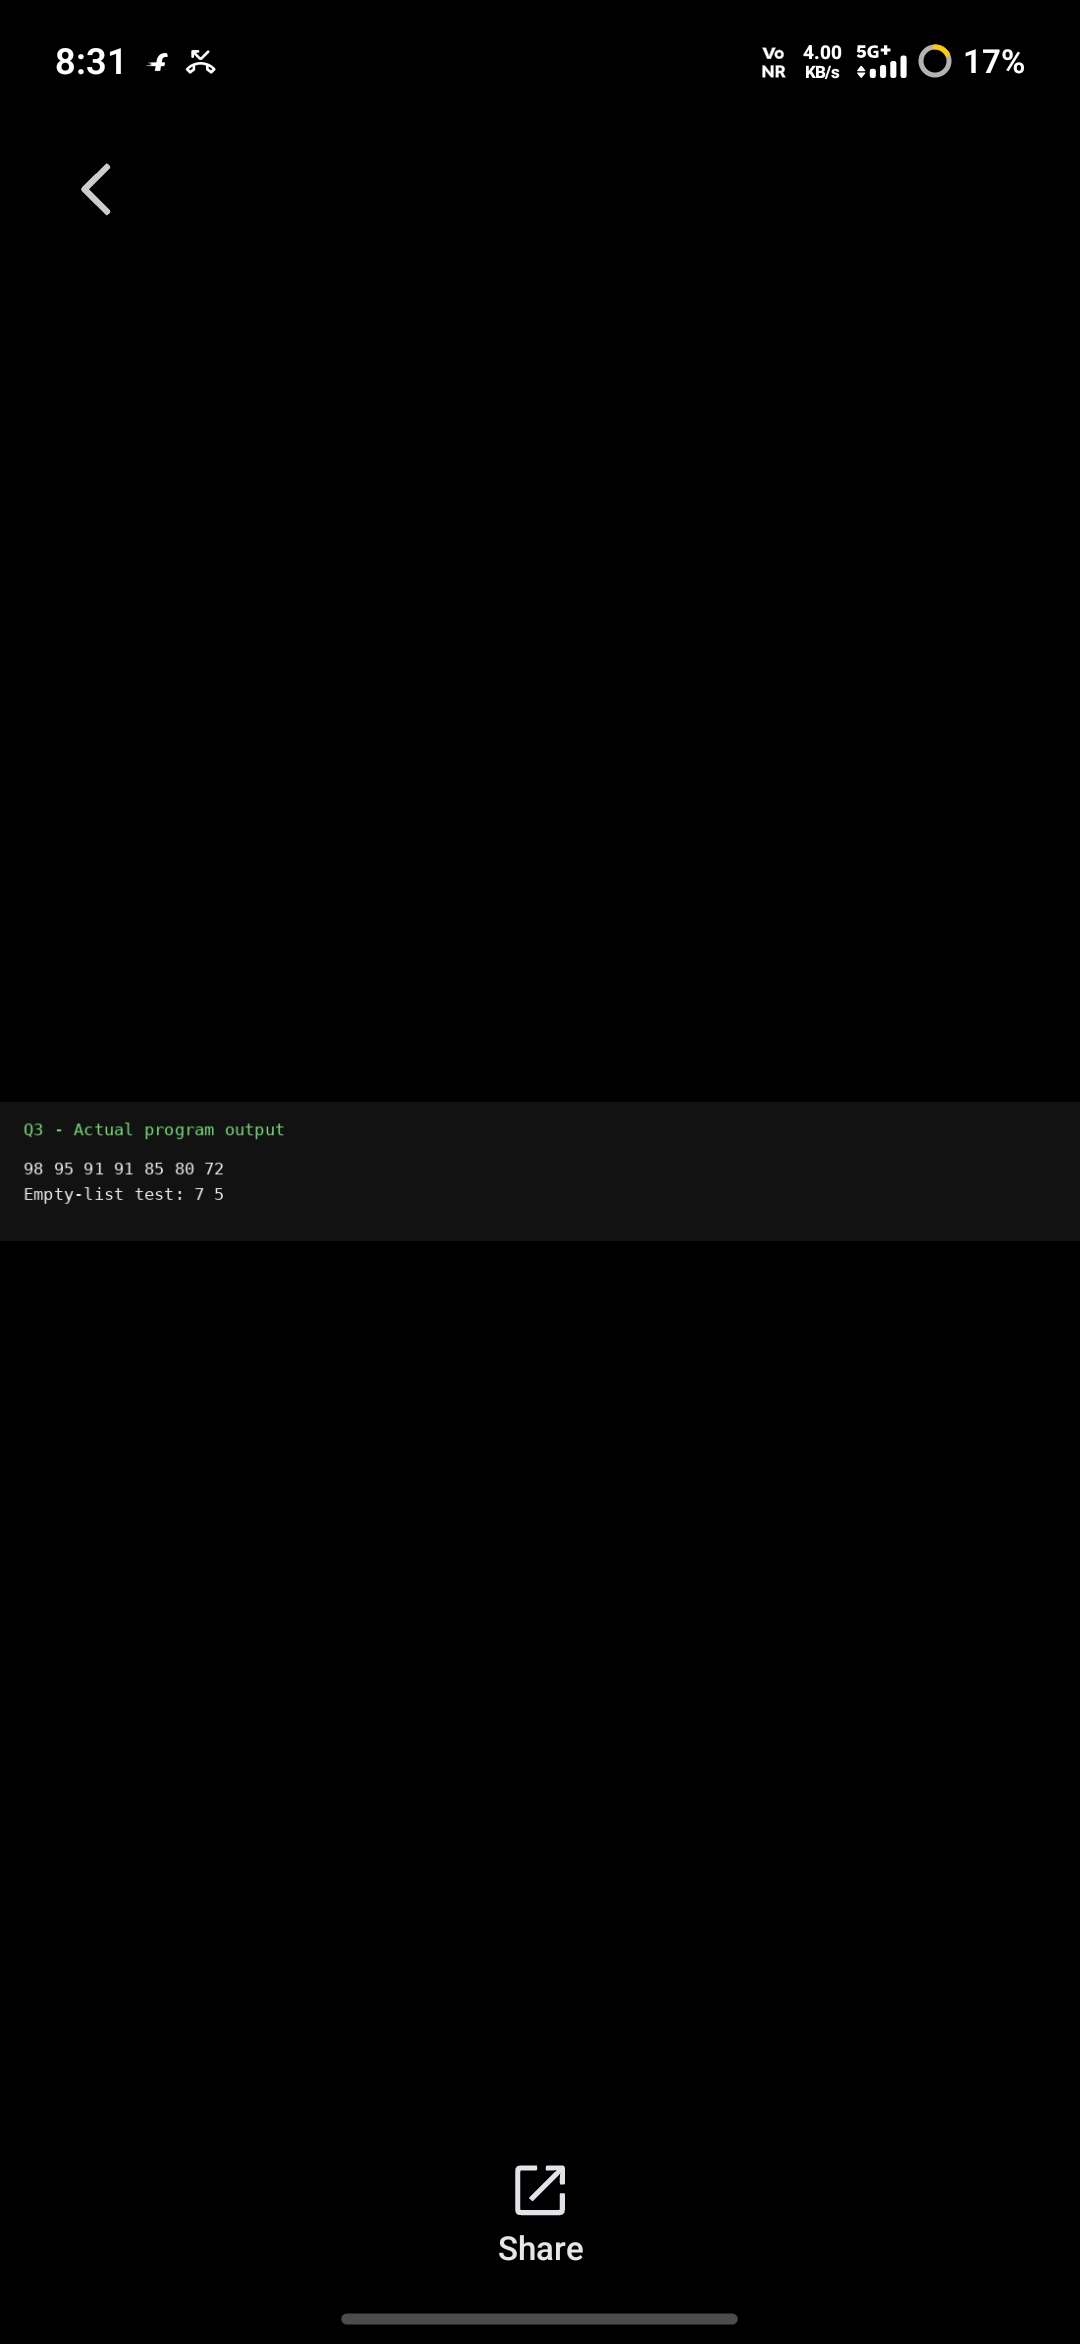 8:31
Vo
NR
4.00
KB/s
5G+
17%
Q3 - Actual program output
98 95 91 91 85 80 72
Empty-list test: 7 5
Share